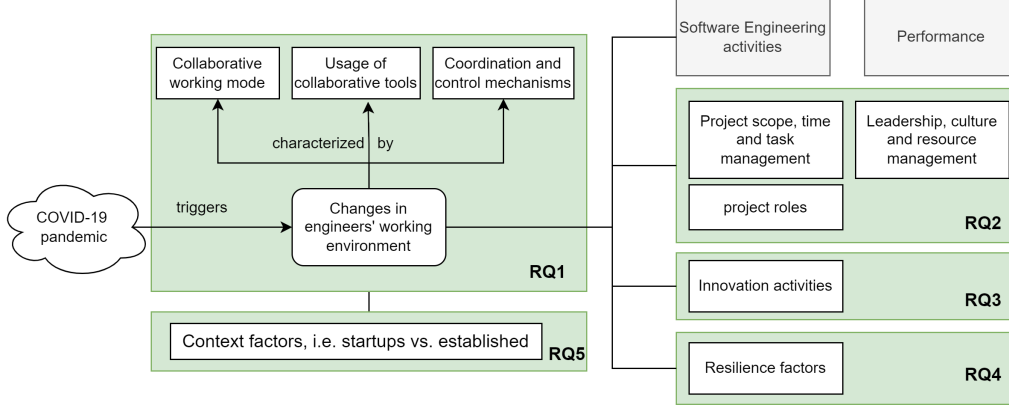 COVID-19
pandemic
triggers
Collaborative
working mode
Usage of
collaborative tools
Coordination and
control mechanisms
characterized by
Changes in
engineers' working
environment
RQ1
Context factors, i.e. startups vs. established
RQ5
Software Engineering
activities
Performance
Project scope, time
and task
management
Leadership, culture
and resource
management
project roles
RQ2
Innovation activities
RQ3
Resilience factors
RQ4